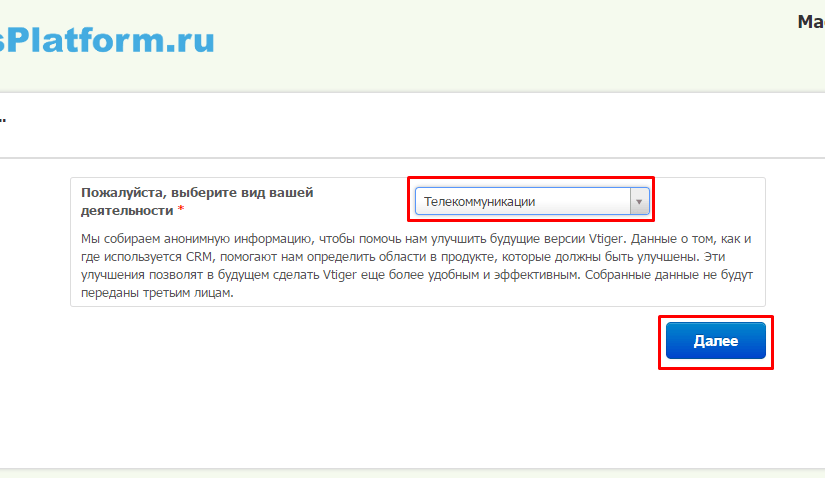 sPlatform.ru
Мас
..
Пожалуйста, выберите вид вашей
деятельности *
Телекоммуникации
Мы собираем анонимную информацию, чтобы помочь нам улучшить будущие версии Vtiger. Данные о том, как и
где используется CRM, помогают нам определить области в продукте, которые должны быть улучшены. Эти
улучшения позволят в будущем сделать Vtiger еще более удобным и эффективным. Собранные данные не будут
переданы третьим лицам.
Далее